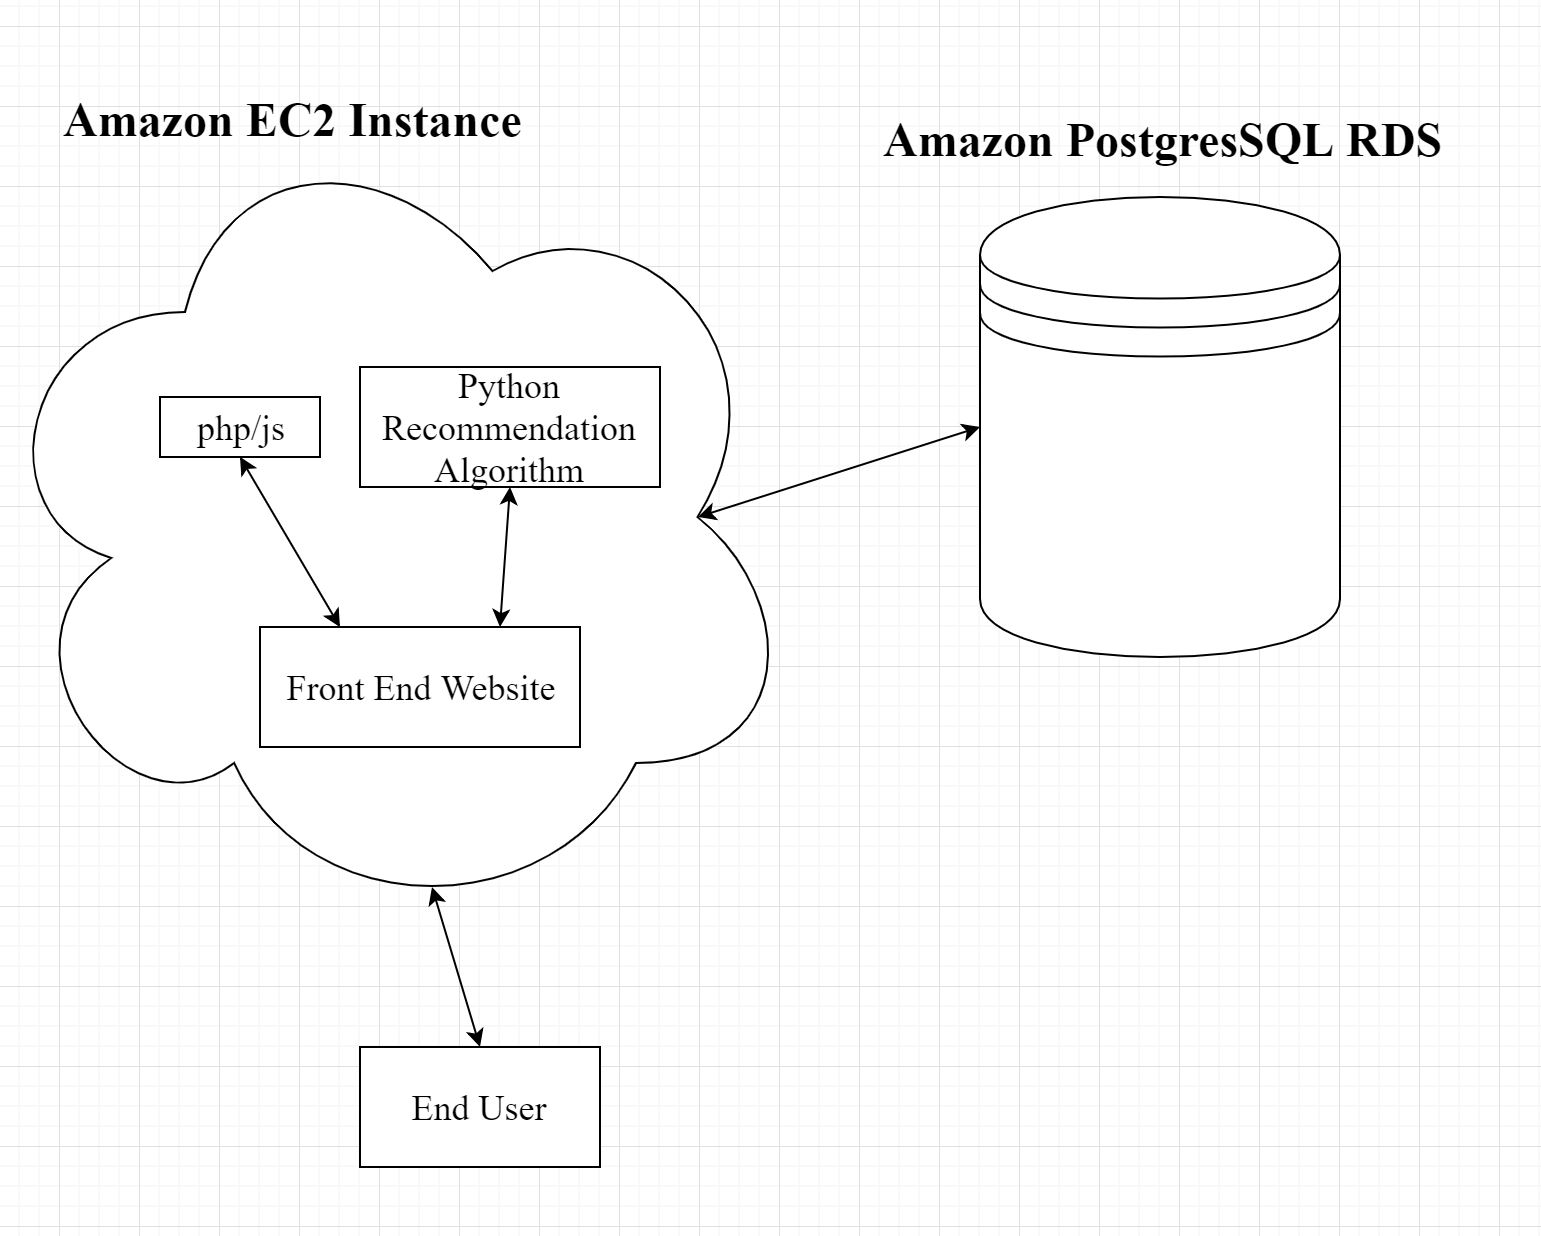 Amazon EC2 Instance
Amazon PostgresSQL RDS
php/js
Python
Recommendation
Algorithm
Front End Website
End User